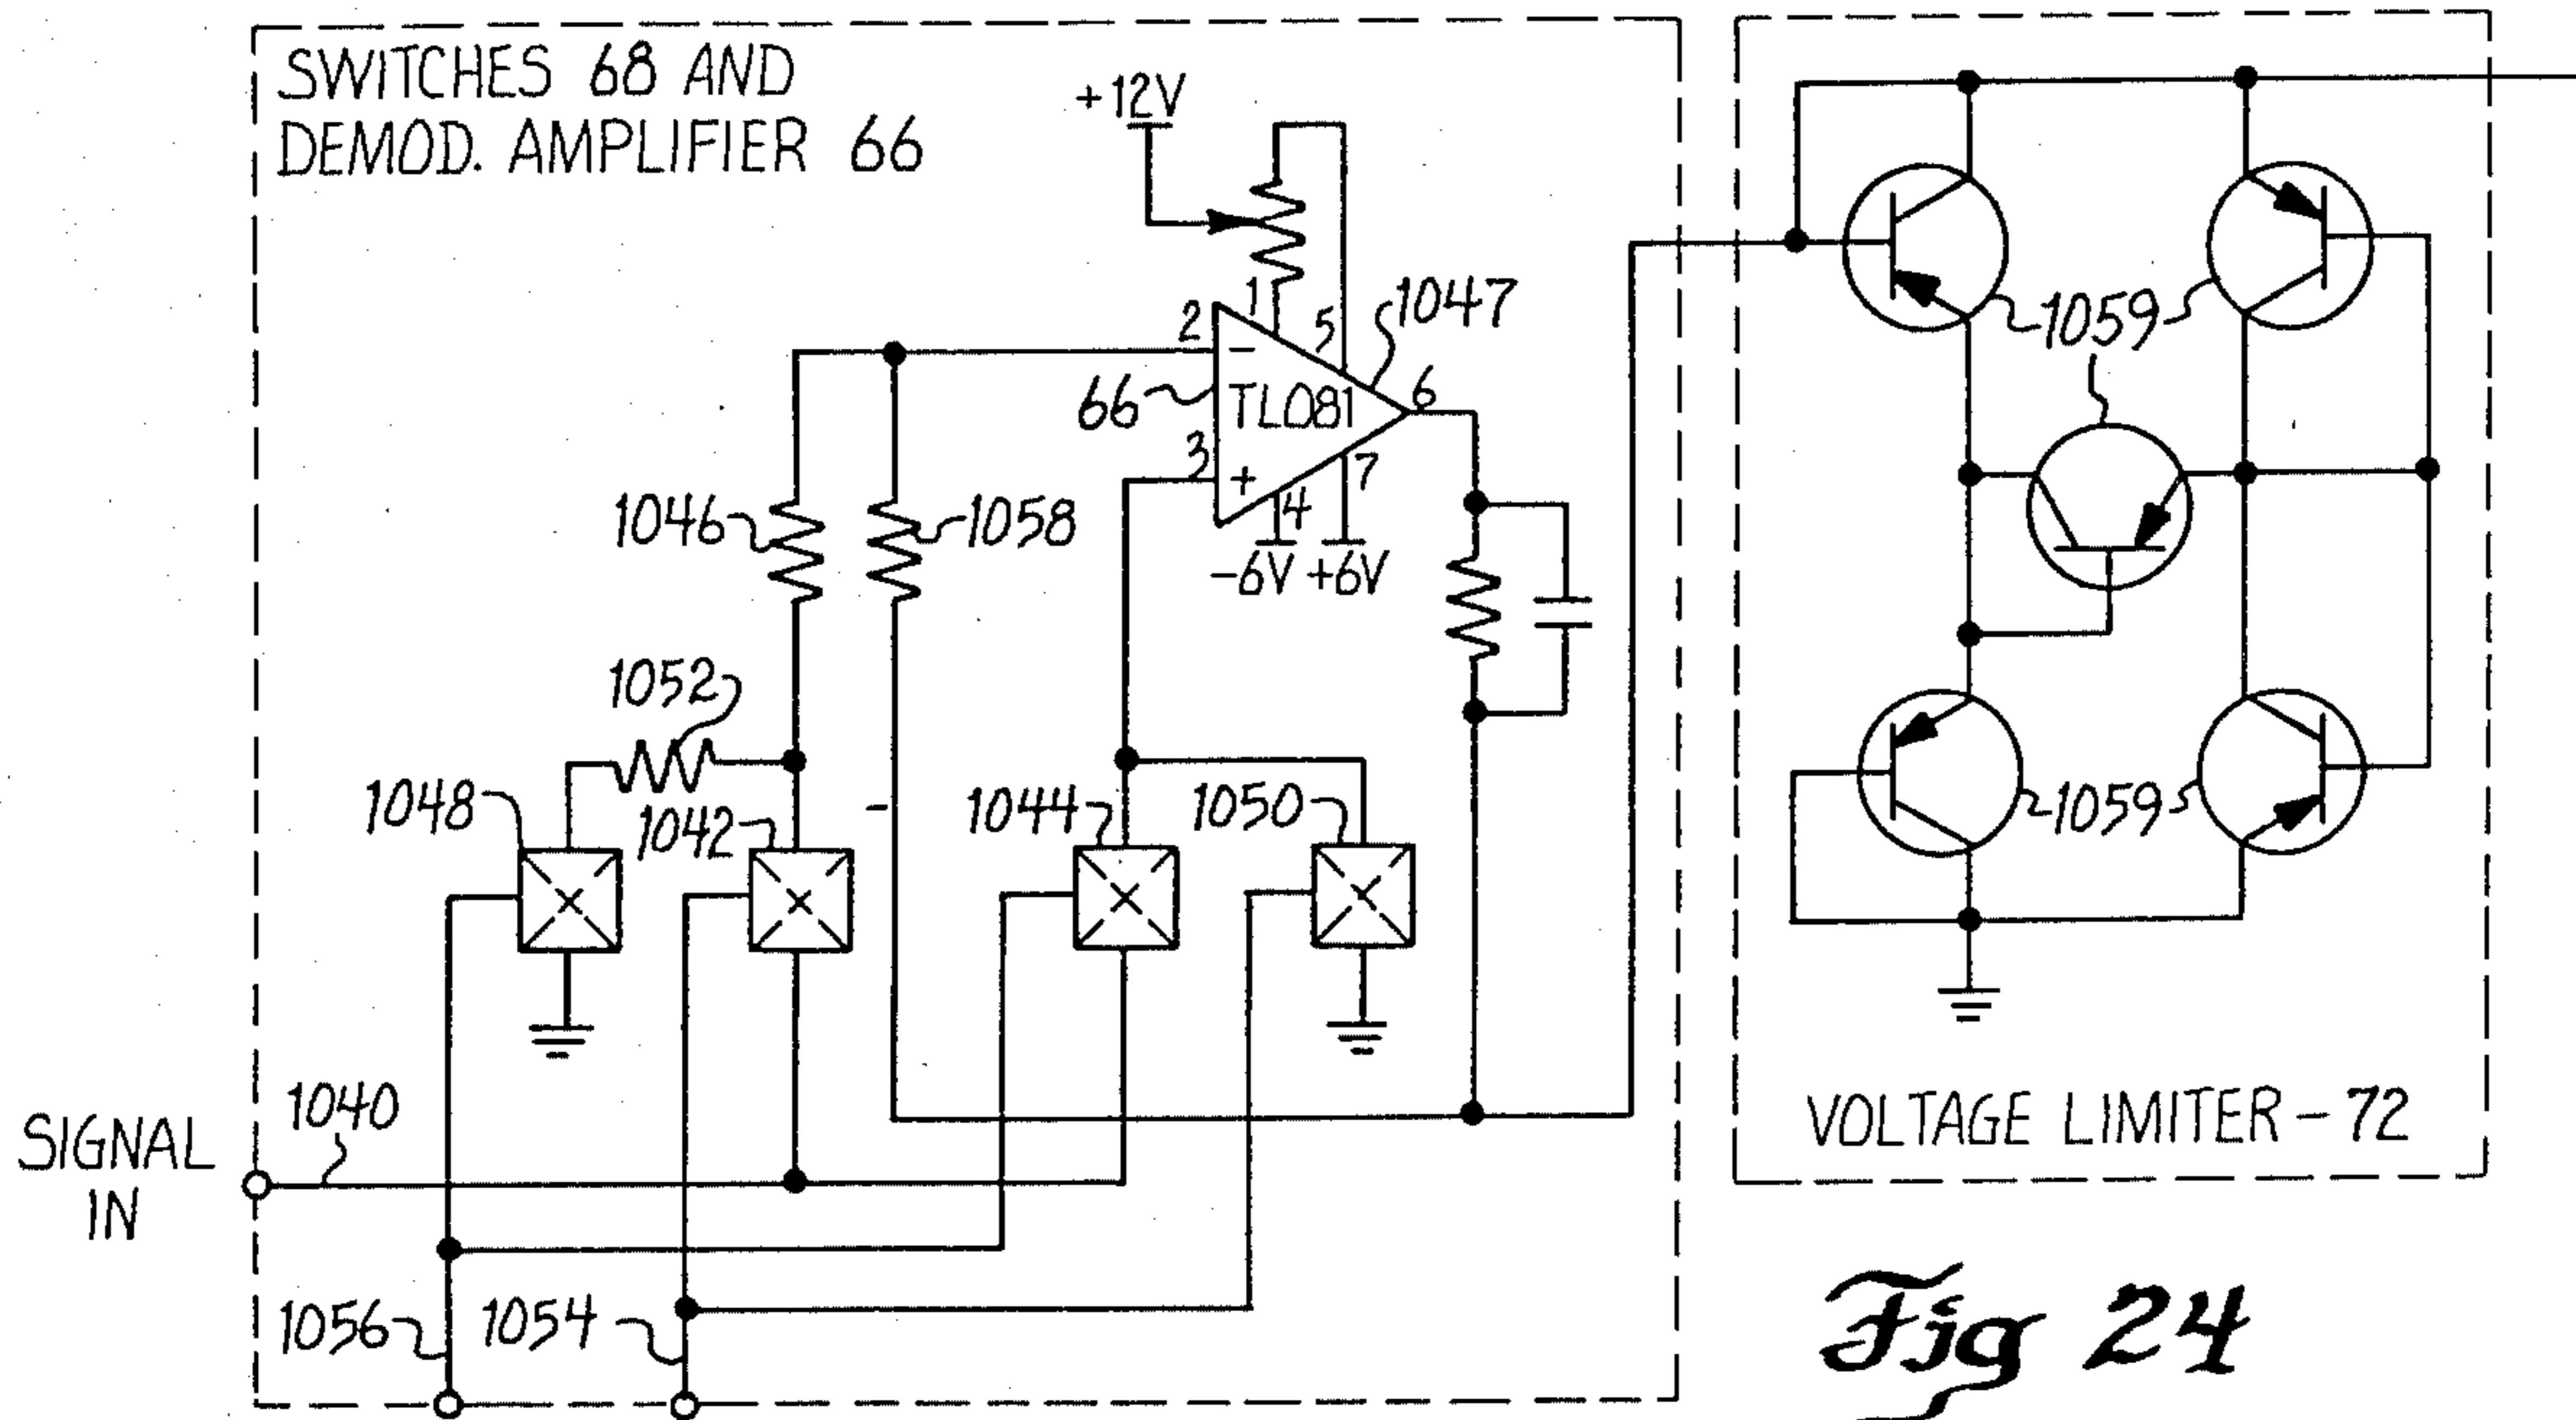 SWITCHES 68 AND
DEMOD. AMPLIFIER 66
+12V
1
5
1047
2
-
66
TL081
6
3
+
4
7
-6V +6V
1046
1058
1052
1048
1042
1044
1050
1040
SIGNAL
IN
1056
1054
1059
1059
VOLTAGE LIMITER - 72
Fig 24